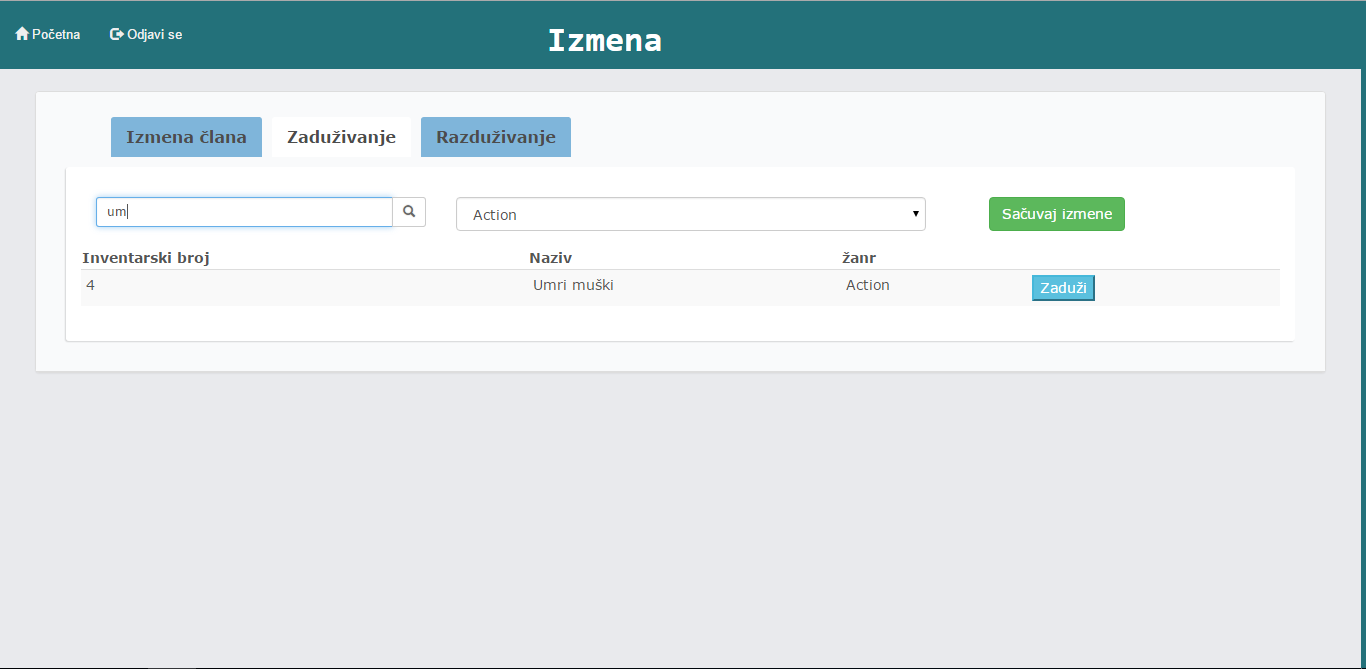 Početna Odjavi se Izmena
Izmena člana Zaduživanje Razduživanje
um Action Sačuvaj izmene
Inventarski broj Naziv žanr
4 Umri muški Action Zaduži